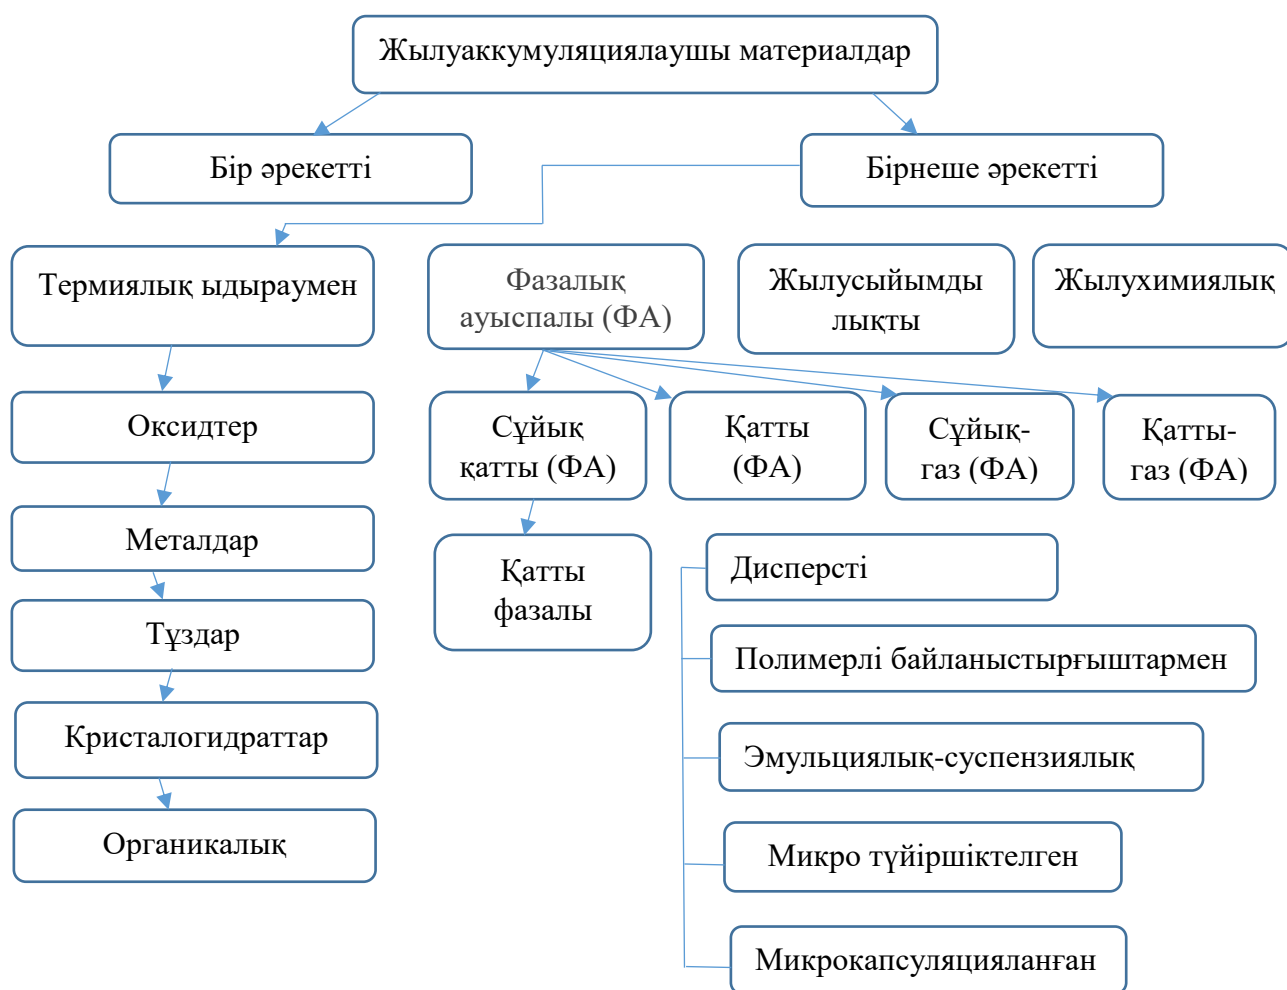 Жылуаккумуляциялаушы материалдар
Бір әрекетті
Бірнеше әрекетті
Термиялық ыдыраумен
Фазалық
ауыспалы (ФА)
Жылусыйымды
лықты
Жылухимиялық
Оксидтер
Сұйық
қатты (ФА)
Қатты
(ФА)
Сұйық-
газ (ФА)
Қатты-
газ (ФА)
Металдар
Қатты
фазалы
Дисперсті
Тұздар
Полимерлі байланыстырғыштармен
Кристалогидраттар
Эмульциялық-суспензиялық
Органикалық
Микро түйіршіктелген
Микрокапсуляцияланған